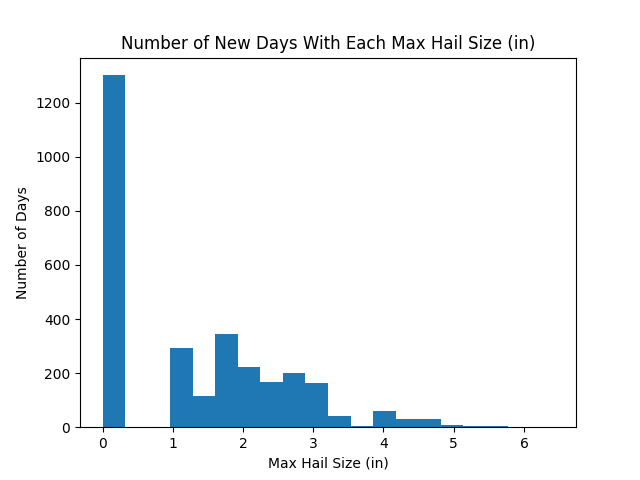 Number of New Days With Each Max Hail Size (in)
Number of Days
1200
1000
800
600
400
200
0
0 1 2 3 4 5 6
Max Hail Size (in)